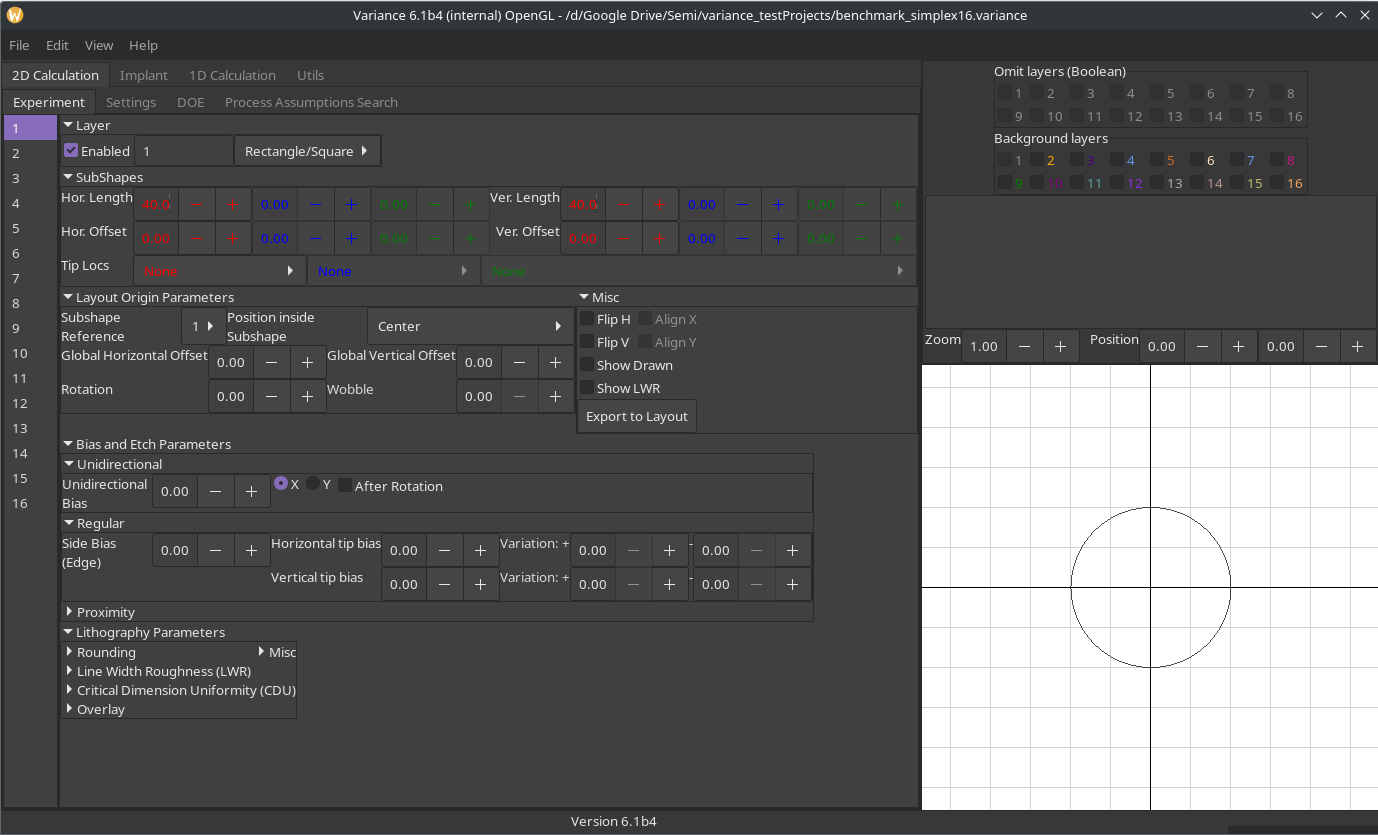 Variance 6.1b4 (internal) OpenGL - /d/Google Drive/Semi/variance_testProjects/benchmark_simplex16.variance
File Edit View Help
2D Calculation Implant 1D Calculation Utils
Experiment Settings DOE Process Assumptions Search
1
2
3
4
5
6
7
8
9
10
11
12
13
14
15
16
Layer
Enabled 1 Rectangle/Square
SubShapes
Hor. Length 40.0 0.00 0.00 Ver. Length 40.0 0.00 0.00
Hor. Offset 0.00 0.00 0.00 Ver. Offset 0.00 0.00 0.00
Tip Locs None None None
Layout Origin Parameters
Subshape Reference 1 Position inside Subshape Center
Global Horizontal Offset 0.00 Global Vertical Offset 0.00
Rotation 0.00 Wobble 0.00
Misc
Flip H Align X
Flip V Align Y
Show Drawn
Show LWR
Export to Layout
Bias and Etch Parameters
Unidirectional
Unidirectional Bias 0.00 X Y After Rotation
Regular
Side Bias (Edge) 0.00 Horizontal tip bias 0.00 Variation: + 0.00 - 0.00
Vertical tip bias 0.00 Variation: + 0.00 - 0.00
Proximity
Lithography Parameters
Rounding Misc
Line Width Roughness (LWR)
Critical Dimension Uniformity (CDU)
Overlay
Omit layers (Boolean)
1 2 3 4 5 6 7 8
9 10 11 12 13 14 15 16
Background layers
1 2 3 4 5 6 7 8
9 10 11 12 13 14 15 16
Zoom 1.00 Position 0.00 0.00
Version 6.1b4